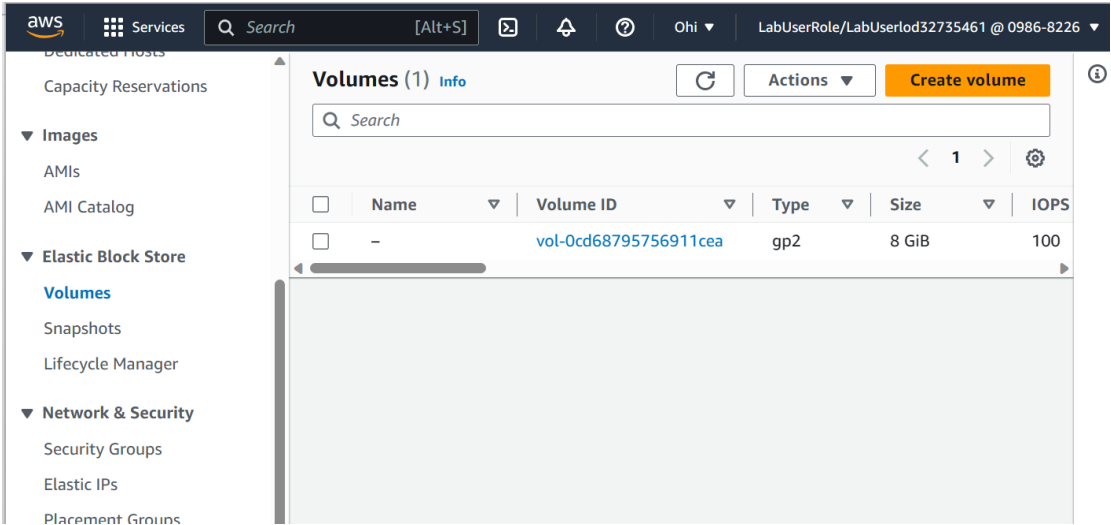 aws
Services
Search [Alt+S]
Ohi
LabUserRole/LabUserlod32735461 @ 0986-8226
Dedicated Hosts
Capacity Reservations
Images
AMIs
AMI Catalog
Elastic Block Store
Volumes
Snapshots
Lifecycle Manager
Network & Security
Security Groups
Elastic IPs
Placement Groups
Volumes (1) Info
Actions
Create volume
Search
1
Name Volume ID Type Size IOPS
– vol-0cd68795756911cea gp2 8 GiB 100